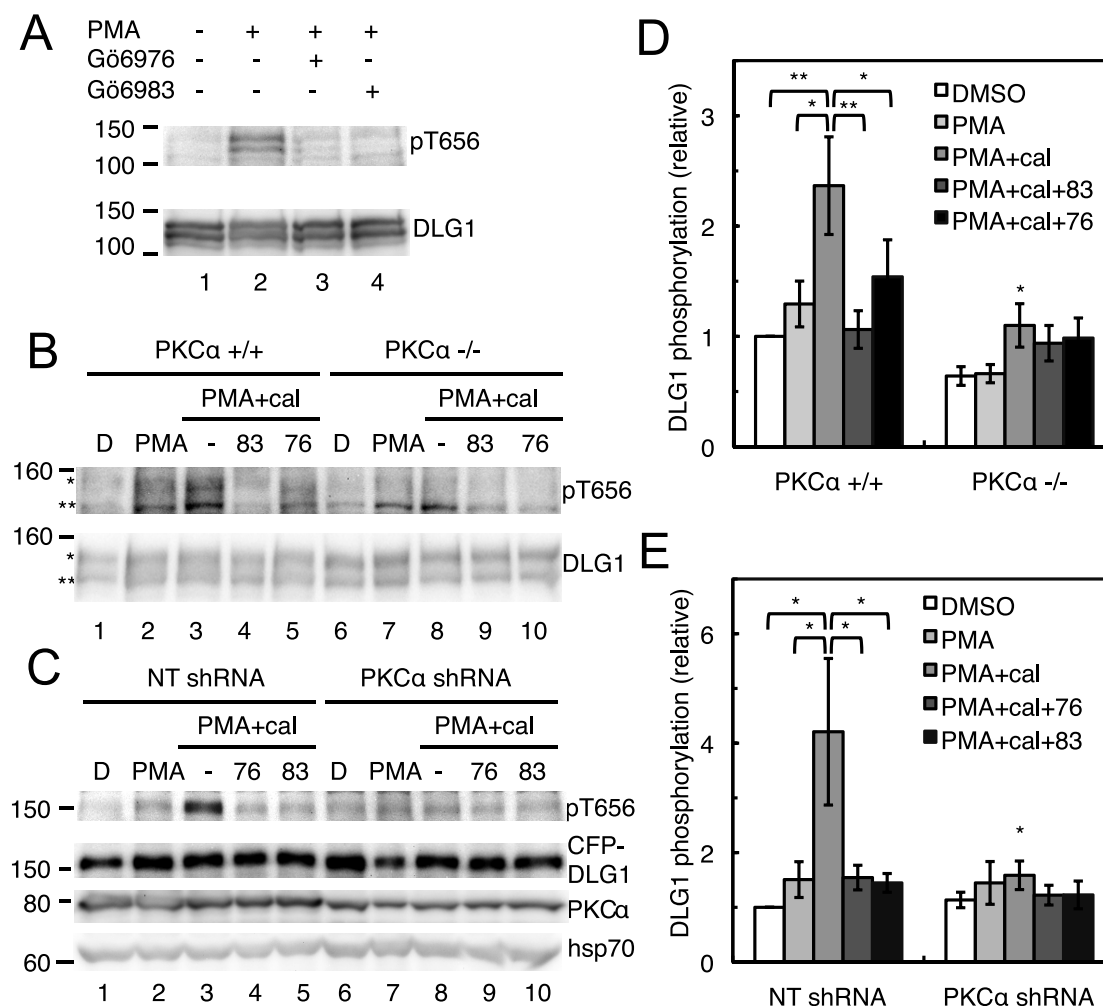 A
PMA - + + +
Gö6976 - - + -
Gö6983 - - - +
150
100
pT656
150
100
DLG1
1 2 3 4
B
PKCα +/+ PKCα -/-
PMA+cal PMA+cal
D PMA - 83 76 D PMA - 83 76
160
*
**
pT656
160
*
**
DLG1
1 2 3 4 5 6 7 8 9 10
C
NT shRNA PKCα shRNA
PMA+cal PMA+cal
D PMA - 76 83 D PMA - 76 83
150
pT656
150
CFP-
DLG1
80
PKCα
60
hsp70
1 2 3 4 5 6 7 8 9 10
D
DLG1 phosphorylation (relative)
3
2
1
0
** *
* **
*
DMSO
PMA
PMA+cal
PMA+cal+83
PMA+cal+76
PKCα +/+ PKCα -/-
E
DLG1 phosphorylation (relative)
6
4
2
0
* *
* *
*
DMSO
PMA
PMA+cal
PMA+cal+76
PMA+cal+83
NT shRNA PKCα shRNA